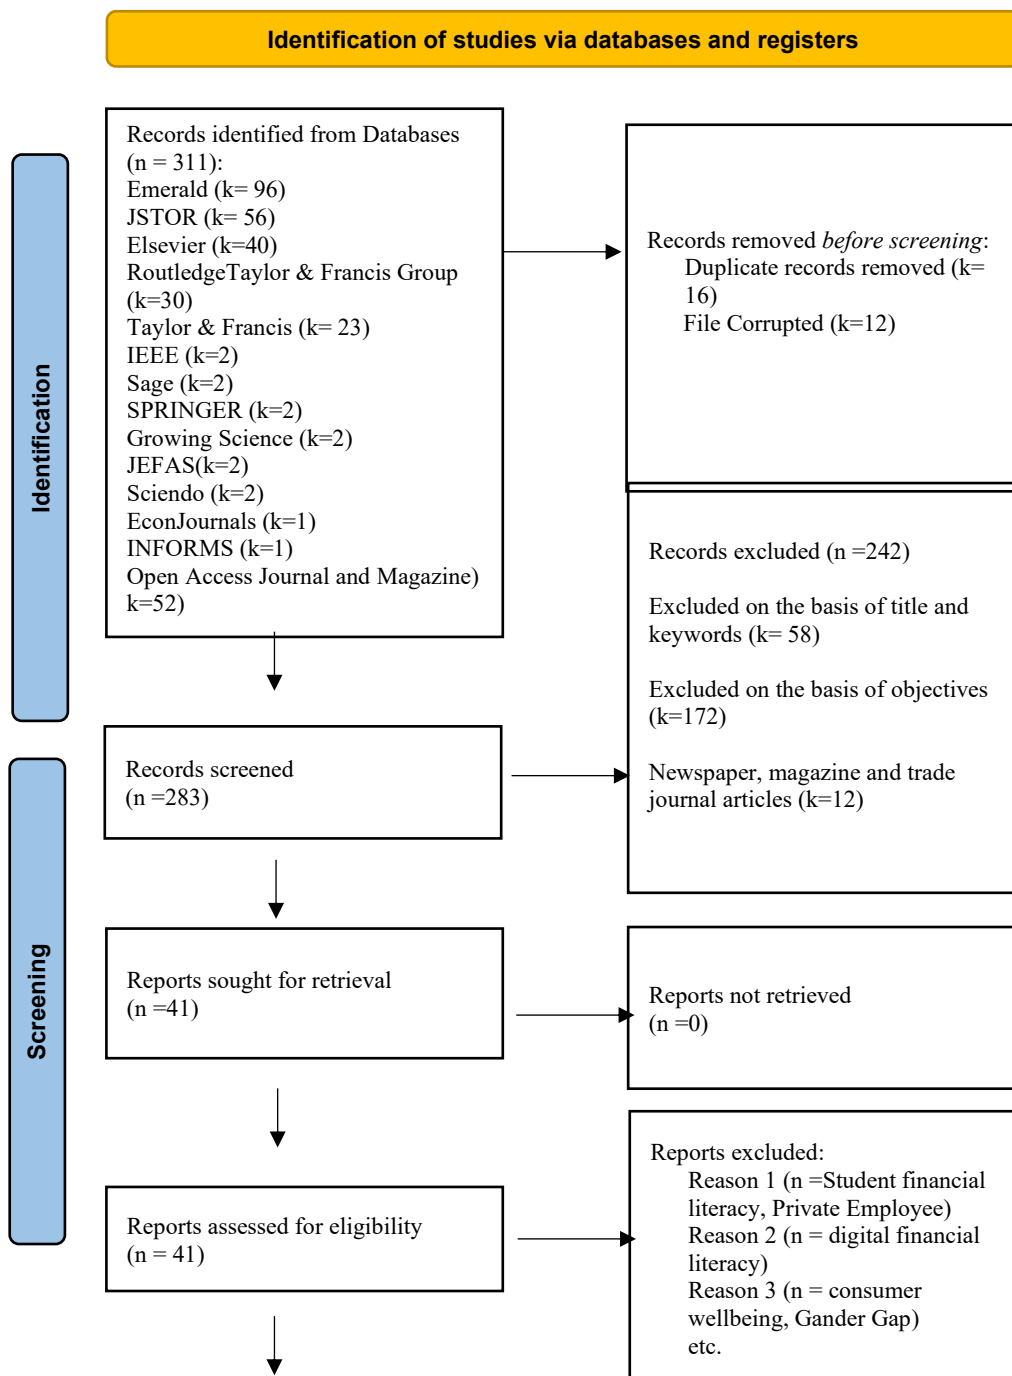 Identification of studies via databases and registers
Identification
Records identified from Databases
(n = 311):
Emerald (k= 96)
JSTOR (k= 56)
Elsevier (k=40)
RoutledgeTaylor & Francis Group
(k=30)
Taylor & Francis (k= 23)
IEEE (k=2)
Sage (k=2)
SPRINGER (k=2)
Growing Science (k=2)
JEFAS(k=2)
Sciendo (k=2)
EconJournals (k=1)
INFORMS (k=1)
Open Access Journal and Magazine)
k=52)
Records removed before screening:
Duplicate records removed (k=
16)
File Corrupted (k=12)
Records excluded (n =242)
Excluded on the basis of title and
keywords (k= 58)
Excluded on the basis of objectives
(k=172)
Newspaper, magazine and trade
journal articles (k=12)
Screening
Records screened
(n =283)
Reports sought for retrieval
(n =41)
Reports not retrieved
(n =0)
Reports assessed for eligibility
(n = 41)
Reports excluded:
Reason 1 (n =Student financial
literacy, Private Employee)
Reason 2 (n = digital financial
literacy)
Reason 3 (n = consumer
wellbeing, Gander Gap)
etc.